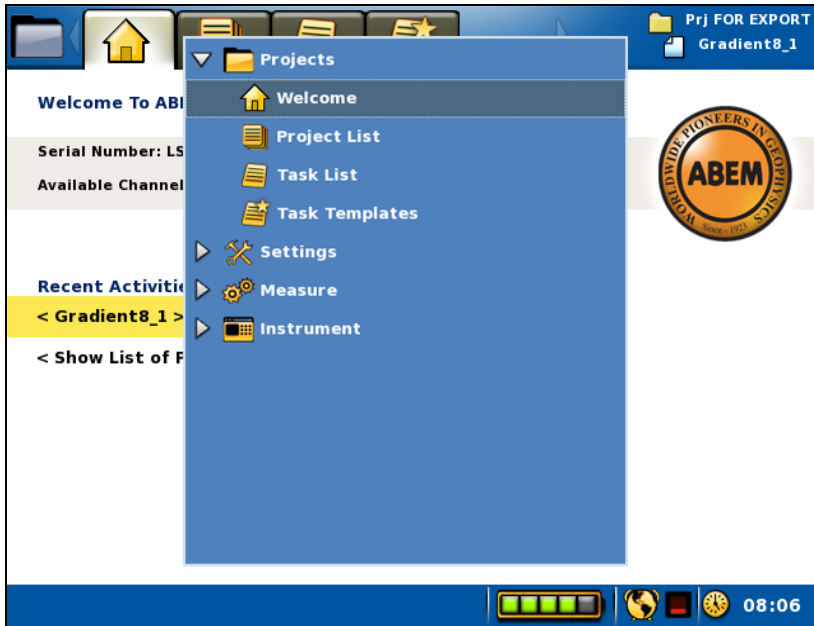 Prj FOR EXPORT
Gradient8_1
Projects
Welcome
Project List
Task List
Task Templates
Settings
Measure
Instrument
Welcome To ABE
Serial Number: LS
Available Channel
Recent Activitie
< Gradient8_1 >
< Show List of P
WORLDWIDE PIONEERS IN GEOPHYSICS
ABEM
Since - 1923
08:06